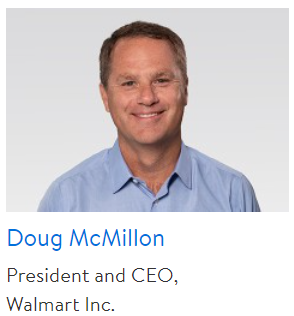 Doug McMillon
President and CEO,
Walmart Inc.